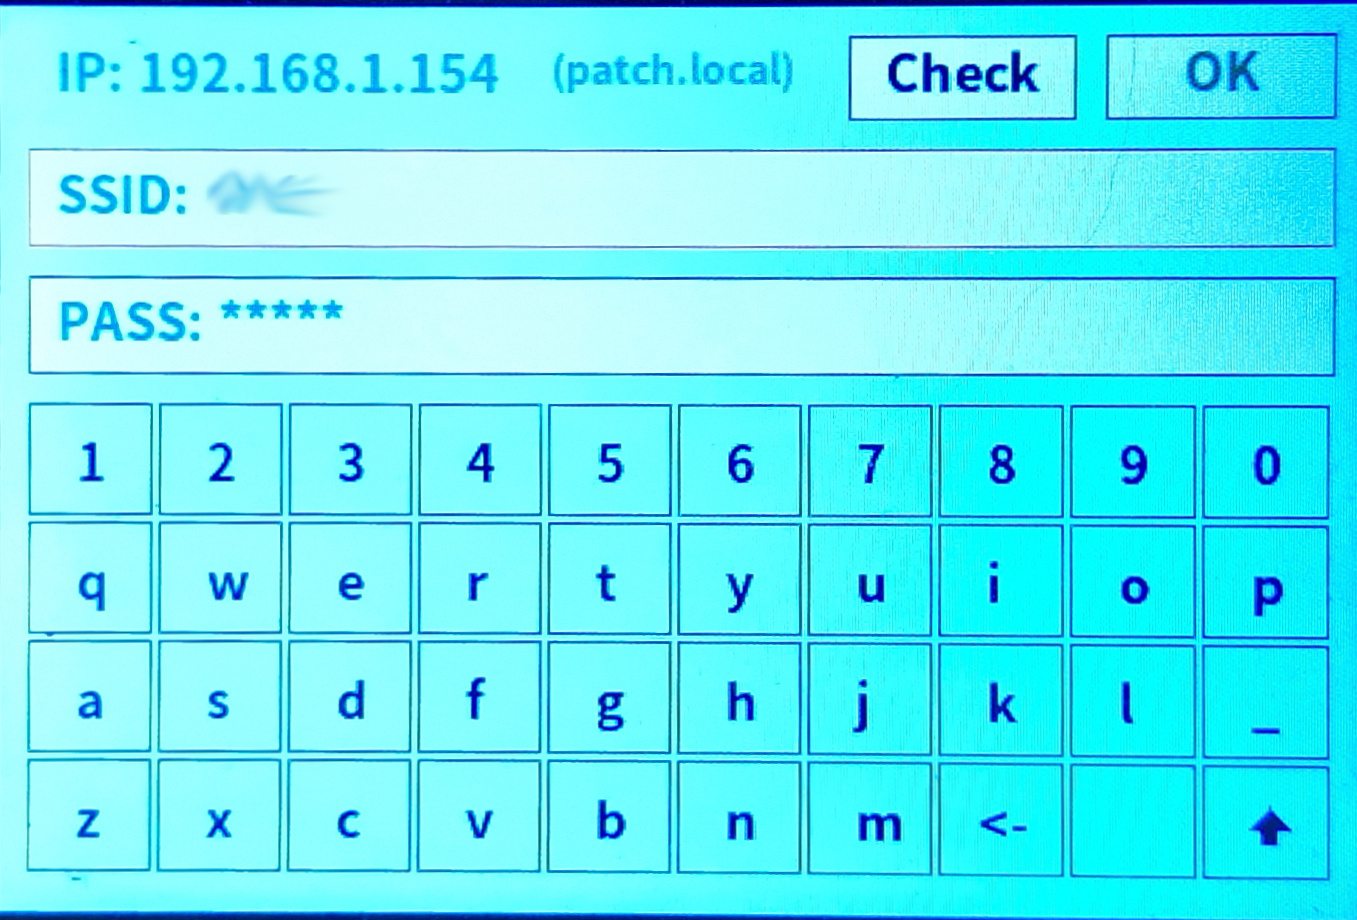 IP: 192.168.1.154 (patch.local) Check OK
SSID:
PASS: *****
1 2 3 4 5 6 7 8 9 0
q w e r t y u i o p
a s d f g h j k l _
z x c v b n m <- ⬆